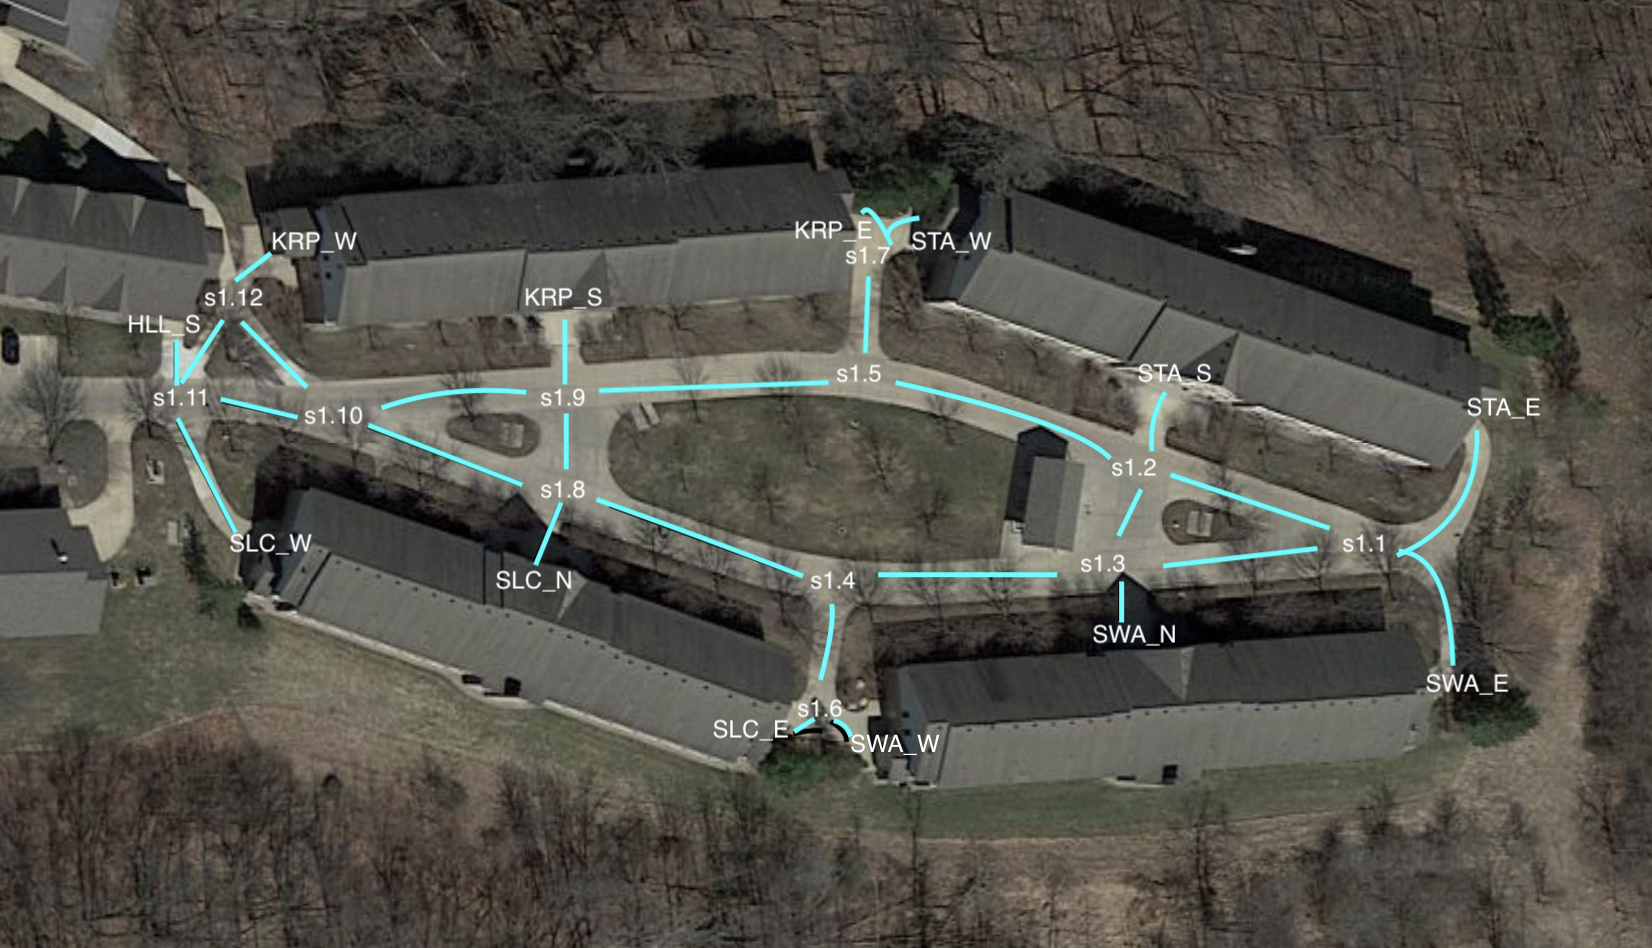 KRP_E
STA_W
KRP_W
s1.7
s1.12
KRP_S
HLL_S
s1.5
STA_S
s1.11
s1.10
s1.9
STA_E
s1.2
s1.8
s1.1
SLC_W
s1.3
SLC_N
s1.4
SWA_N
SWA_E
s1.6
SLC_E
SWA_W